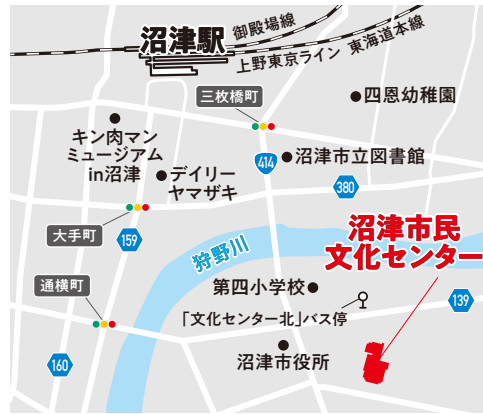 沼津駅
御殿場線
上野東京ライン 東海道本線
三枚橋町
四恩幼稚園
キン肉マン
ミュージアム
in沼津
デイリー
ヤマザキ
414
沼津市立図書館
380
大手町
159
狩野川
沼津市民
文化センター
通横町
第四小学校
139
「文化センター北」バス停
沼津市役所
160